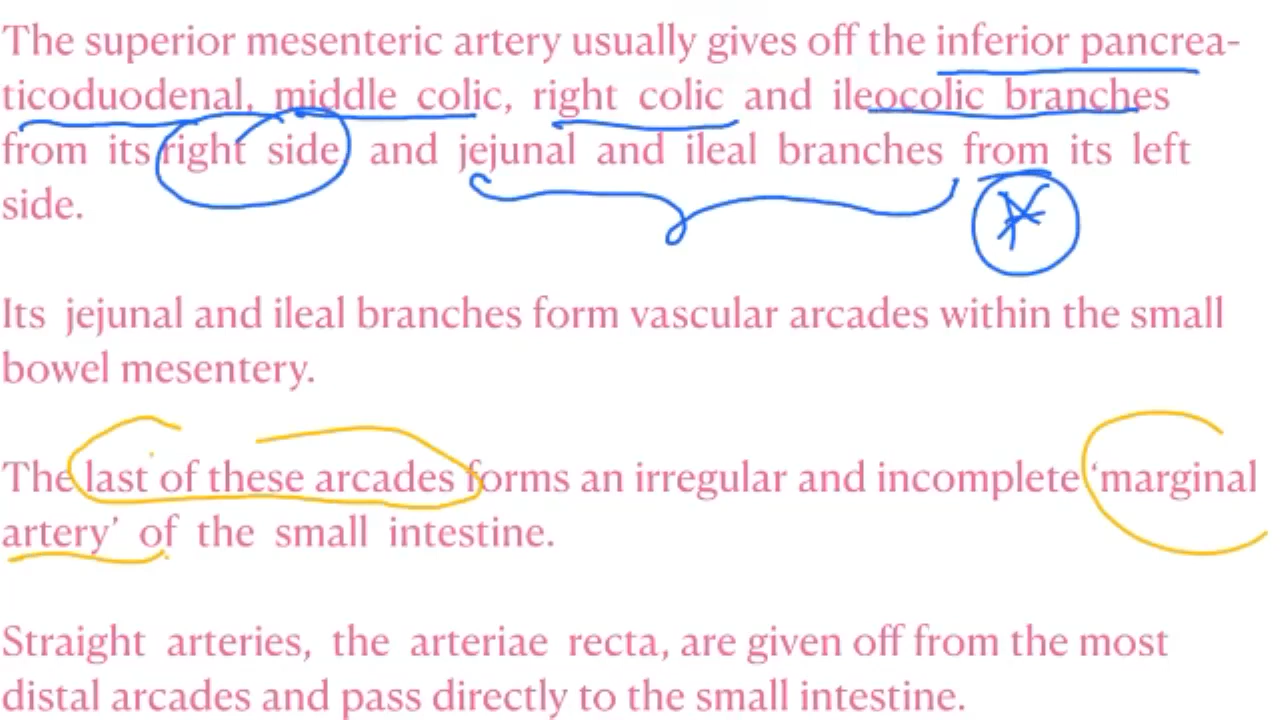 The superior mesenteric artery usually gives off the inferior pancrea-
ticoduodenal, middle colic, right colic and ileocolic branches
from its right side and jejunal and ileal branches from its left
side.
Its jejunal and ileal branches form vascular arcades within the small
bowel mesentery.
The last of these arcades forms an irregular and incomplete ‘marginal
artery’ of the small intestine.
Straight arteries, the arteriae recta, are given off from the most
distal arcades and pass directly to the small intestine.